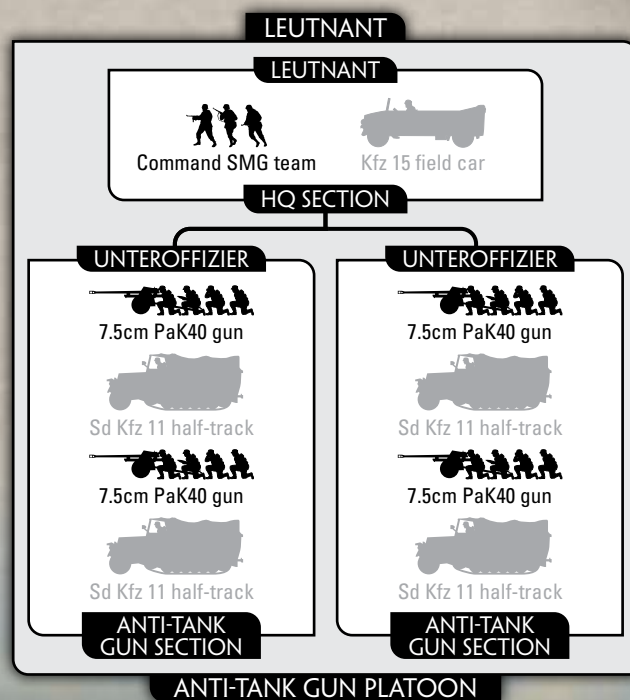 LEUTNANT
LEUTNANT
Command SMG team
Kfz 15 field car
HQ SECTION
UNTEROFFIZIER
7.5cm PaK40 gun
Sd Kfz 11 half-track
7.5cm PaK40 gun
Sd Kfz 11 half-track
ANTI-TANK
GUN SECTION
UNTEROFFIZIER
7.5cm PaK40 gun
Sd Kfz 11 half-track
7.5cm PaK40 gun
Sd Kfz 11 half-track
ANTI-TANK
GUN SECTION
ANTI-TANK GUN PLATOON